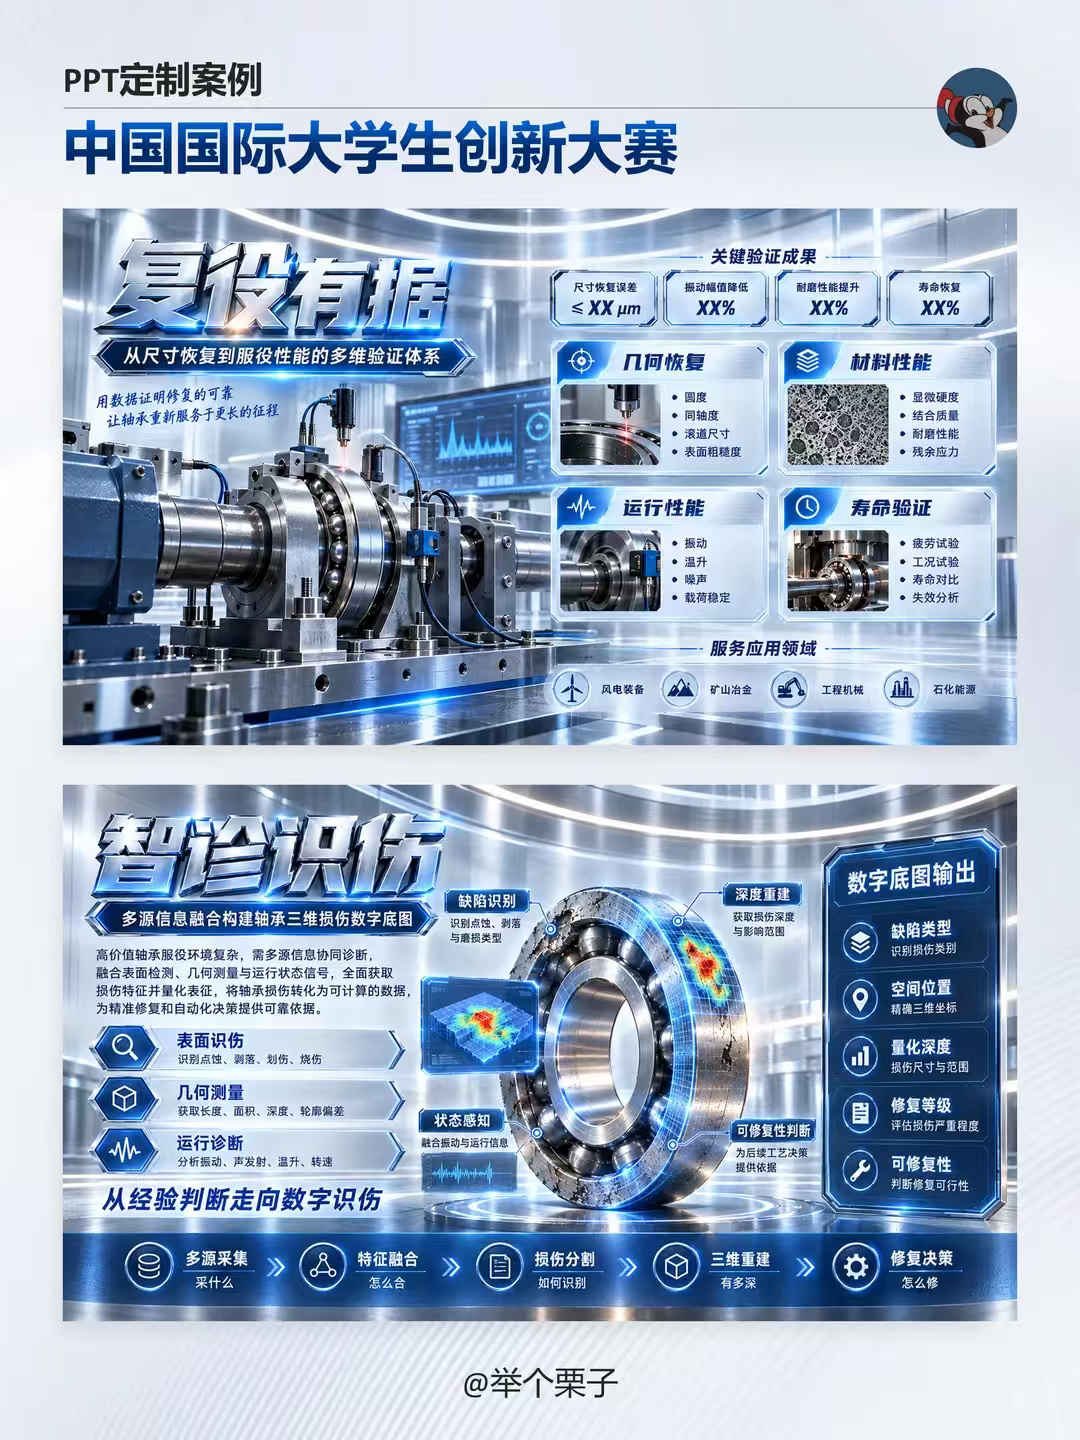 PPT定制案例
中国国际大学生创新大赛
复役有据
从尺寸恢复到服役性能的多维验证体系
用数据证明修复的可靠
让轴承重新服务于更长的征程
关键验证成果
尺寸恢复误差
≤ XX μm
振动幅值降低
XX%
耐磨性能提升
XX%
寿命恢复
XX%
几何恢复
• 圆度
• 同轴度
• 滚道尺寸
• 表面粗糙度
材料性能
• 显微硬度
• 结合质量
• 耐磨性能
• 残余应力
运行性能
• 振动
• 温升
• 噪声
• 载荷稳定
寿命验证
• 疲劳试验
• 工况试验
• 寿命对比
• 失效分析
服务应用领域
风电装备
矿山冶金
工程机械
石化能源
智诊识伤
多源信息融合构建轴承三维损伤数字底图
高价值轴承服役环境复杂，需多源信息协同诊断，
融合表面检测、几何测量与运行状态信号，全面获取
损伤特征并量化表征，将轴承损伤转化为可计算的数据，
为精准修复和自动化决策提供可靠依据。
表面识伤
识别点蚀、剥落、划伤、烧伤
几何测量
获取长度、面积、深度、轮廓偏差
运行诊断
分析振动、声发射、温升、转速
从经验判断走向数字识伤
缺陷识别
识别点蚀、剥落
与磨损类型
深度重建
获取损伤深度
与影响范围
状态感知
融合振动与运行信息
可修复性判断
为后续工艺决策
提供依据
数字底图输出
缺陷类型
识别损伤类别
空间位置
精确三维坐标
量化深度
损伤尺寸与范围
修复等级
评估损伤严重程度
可修复性
判断修复可行性
多源采集
采什么
特征融合
怎么合
损伤分割
如何识别
三维重建
有多深
修复决策
怎么修
@举个栗子